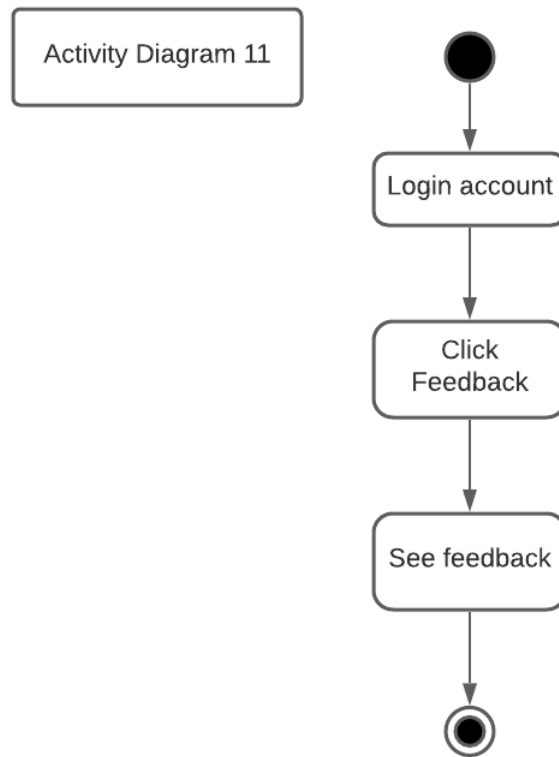 Activity Diagram 11
Login account
Click
Feedback
See feedback